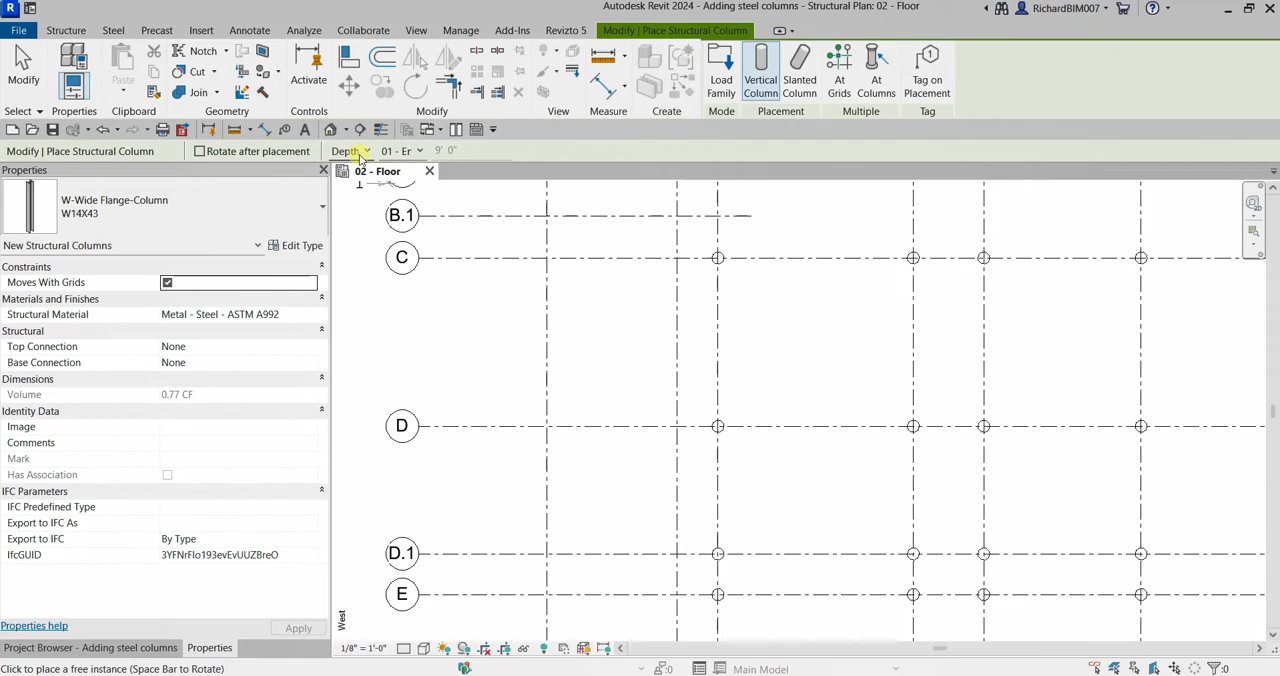 R Autodesk Revit 2024 - Adding steel columns - Structural Plan: 02 - Floor RichardBIM007
File Structure Steel Precast Insert Annotate Analyze Collaborate View Manage Add-Ins Revizto 5 Modify | Place Structural Column
Modify Paste Notch Cut Join Activate Load Family Vertical Column Slanted Column At Grids At Columns Tag on Placement
Select Properties Clipboard Geometry Controls Modify View Measure Create Mode Placement Multiple Tag
Modify | Place Structural Column Rotate after placement Depth 01 - Er 9' 0"
Properties
02 - Floor
W-Wide Flange-Column
W14X43
New Structural Columns Edit Type
Constraints
Moves With Grids
Materials and Finishes
Structural Material Metal - Steel - ASTM A992
Structural
Top Connection None
Base Connection None
Dimensions
Volume 0.77 CF
Identity Data
Image
Comments
Mark
Has Association
IFC Parameters
IFC Predefined Type
Export to IFC As
Export to IFC By Type
IfcGUID 3YFNrFIo193evEvUUZBreO
Properties help Apply
1
B.1
C
D
D.1
E
West
Project Browser - Adding steel columns Properties
1/8" = 1'-0"
Click to place a free instance (Space Bar to Rotate) :0 Main Model :0